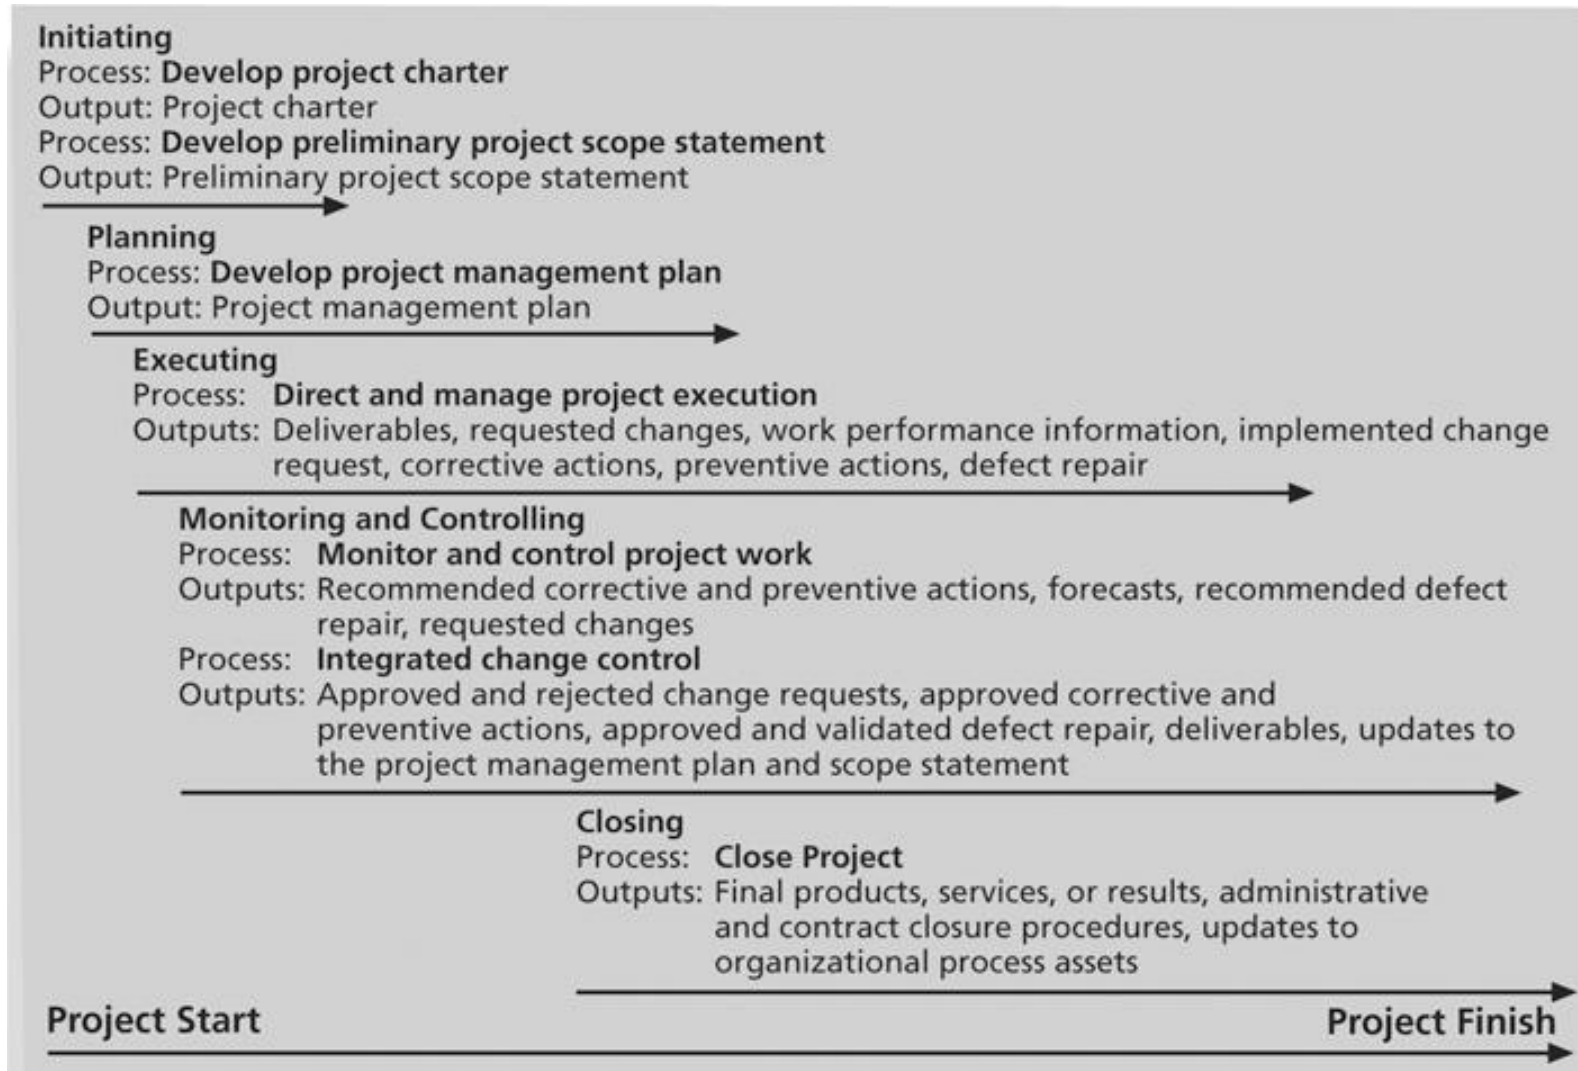 Initiating
Process: Develop project charter
Output: Project charter
Process: Develop preliminary project scope statement
Output: Preliminary project scope statement
Planning
Process: Develop project management plan
Output: Project management plan
Executing
Process: Direct and manage project execution
Outputs: Deliverables, requested changes, work performance information, implemented change
request, corrective actions, preventive actions, defect repair
Monitoring and Controlling
Process: Monitor and control project work
Outputs: Recommended corrective and preventive actions, forecasts, recommended defect
repair, requested changes
Process: Integrated change control
Outputs: Approved and rejected change requests, approved corrective and
preventive actions, approved and validated defect repair, deliverables, updates to
the project management plan and scope statement
Closing
Process: Close Project
Outputs: Final products, services, or results, administrative
and contract closure procedures, updates to
organizational process assets
Project Start Project Finish